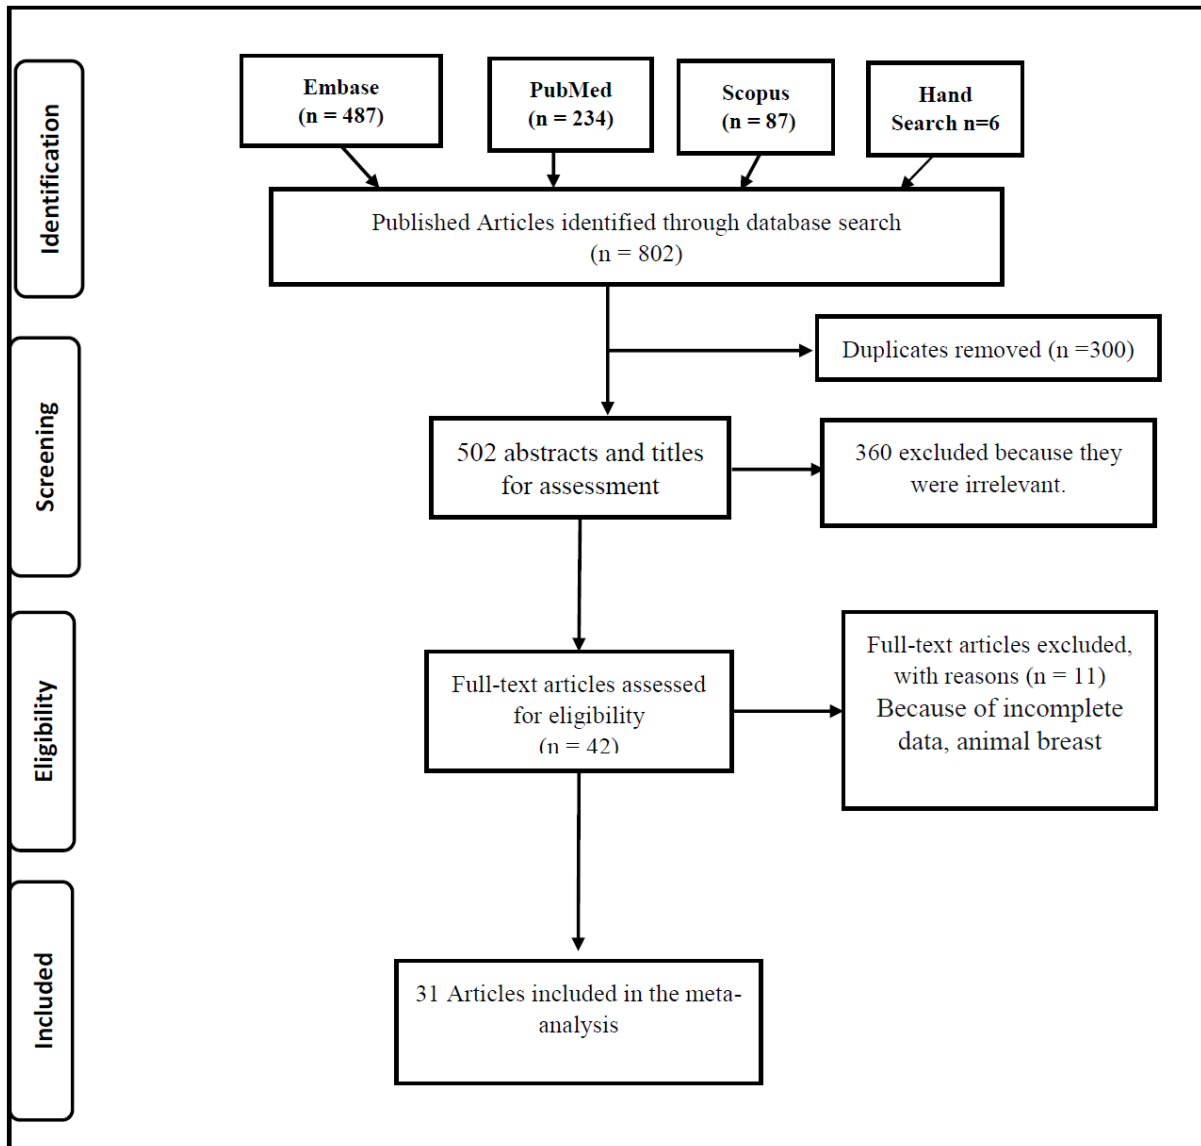 Identification
Embase
(n = 487)
PubMed
(n = 234)
Scopus
(n = 87)
Hand
Search n=6
Published Articles identified through database search
(n = 802)
Screening
Duplicates removed (n =300)
502 abstracts and titles
for assessment
360 excluded because they
were irrelevant.
Eligibility
Full-text articles assessed
for eligibility
(n = 42)
Full-text articles excluded,
with reasons (n = 11)
Because of incomplete
data, animal breast
Included
31 Articles included in the meta-
analysis